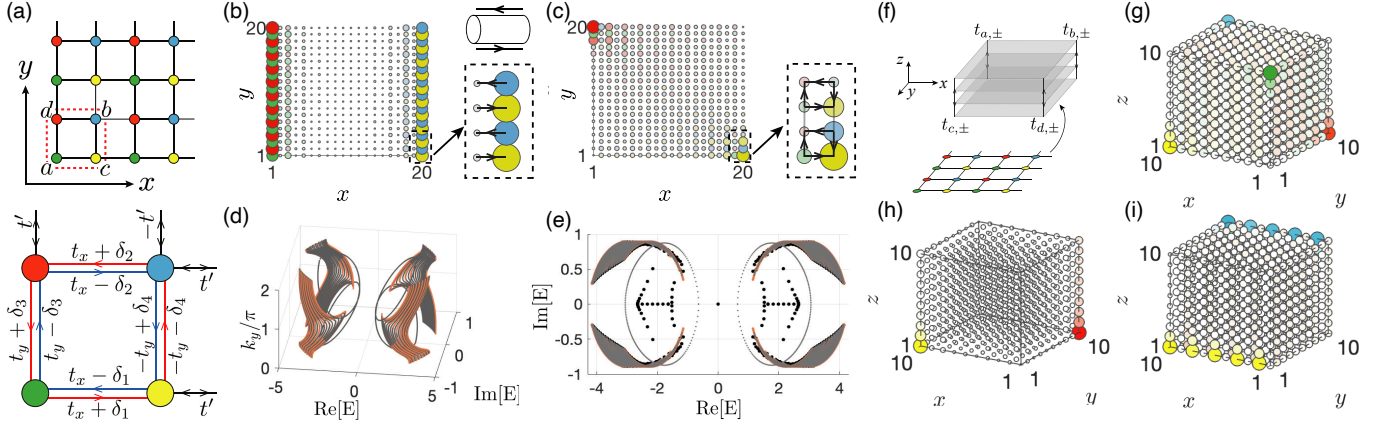 (a)
y
d
b
a
c
x
t'
-t'
t_x + δ_2
t_x − δ_2
t'
t_y + δ_3
t_y − δ_3
−t_y + δ_4
−t_y − δ_4
t_x − δ_1
t_x + δ_1
t'
(b)
20
y
1
1
20
x
(c)
20
y
1
1
20
x
(d)
2
k_y/π
1
0
-5
0
5
Re[E]
1
0
-1
Im[E]
(e)
1
0.5
0
-0.5
-1
Im[E]
-4
-2
0
2
4
Re[E]
(f)
t_{a,±}
t_{b,±}
z
x
y
t_{c,±}
t_{d,±}
(g)
10
z
1
10
1
1
10
x
y
(h)
10
z
1
10
1
1
10
x
y
(i)
10
z
1
10
1
1
10
x
y